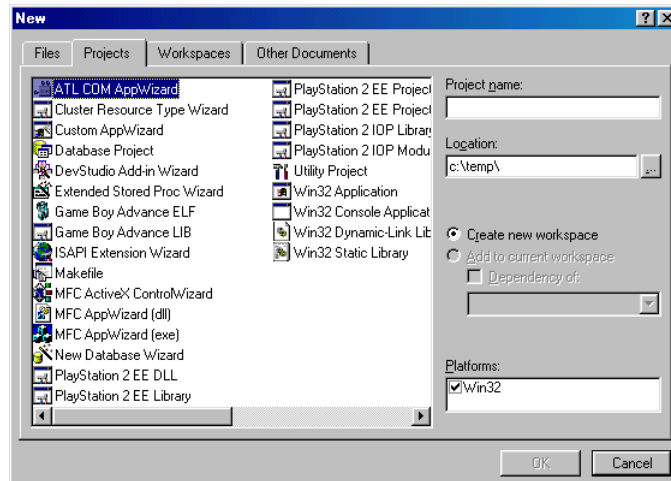 New
Files Projects Workspaces Other Documents
ATL COM AppWizard
Cluster Resource Type Wizard
Custom AppWizard
Database Project
DevStudio Add-in Wizard
Extended Stored Proc Wizard
Game Boy Advance ELF
Game Boy Advance LIB
ISAPI Extension Wizard
Makefile
MFC ActiveX ControlWizard
MFC AppWizard (dll)
MFC AppWizard (exe)
New Database Wizard
PlayStation 2 EE DLL
PlayStation 2 EE Library
PlayStation 2 EE Project
PlayStation 2 EE Project
PlayStation 2 IOP Library
PlayStation 2 IOP Modu
Utility Project
Win32 Application
Win32 Console Applicat
Win32 Dynamic-Link Lib
Win32 Static Library
Project name:
Location:
c:\temp\
...
Create new workspace
Add to current workspace
Dependency of:
Platforms:
Win32
OK Cancel